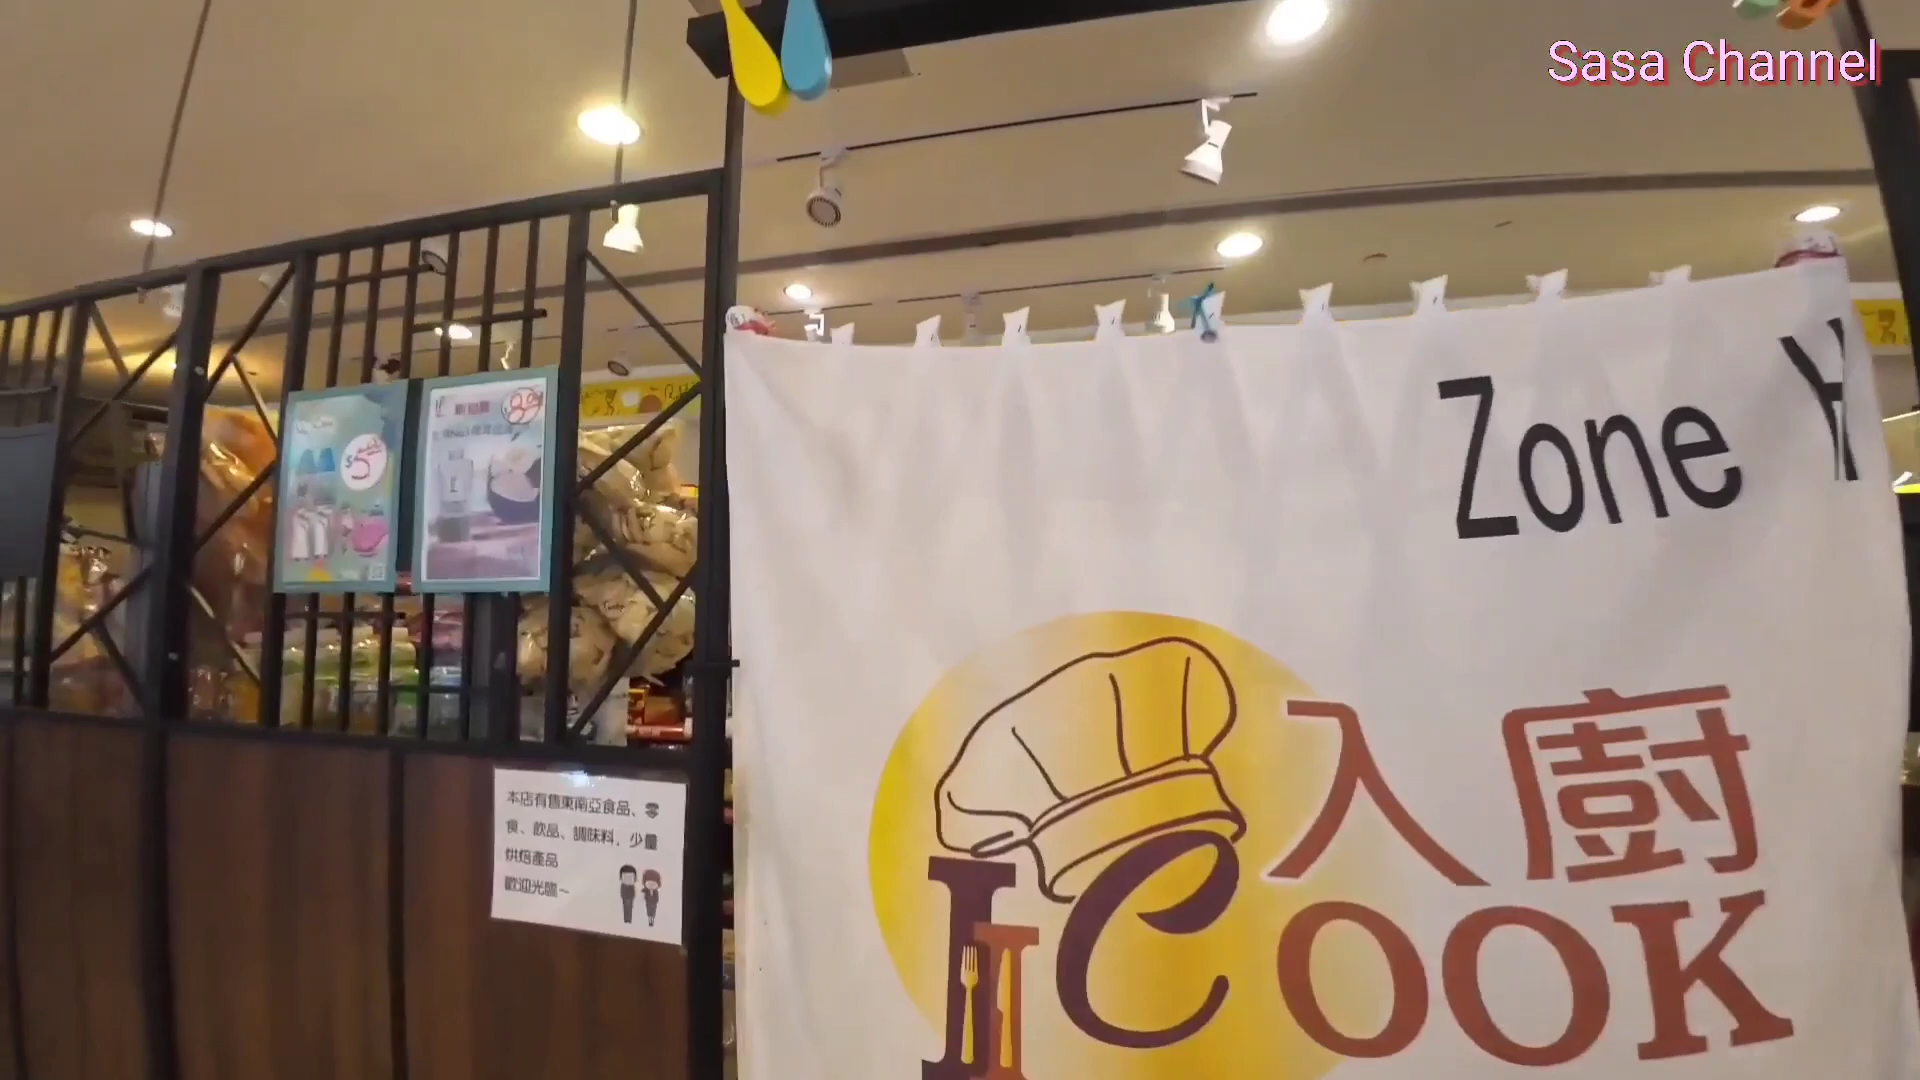 Sasa Channel
Zone
$5
入廚
ICOOK
本店有售東南亞食品、零
食、飲品、調味料，少量
烘焙產品
歡迎光臨~